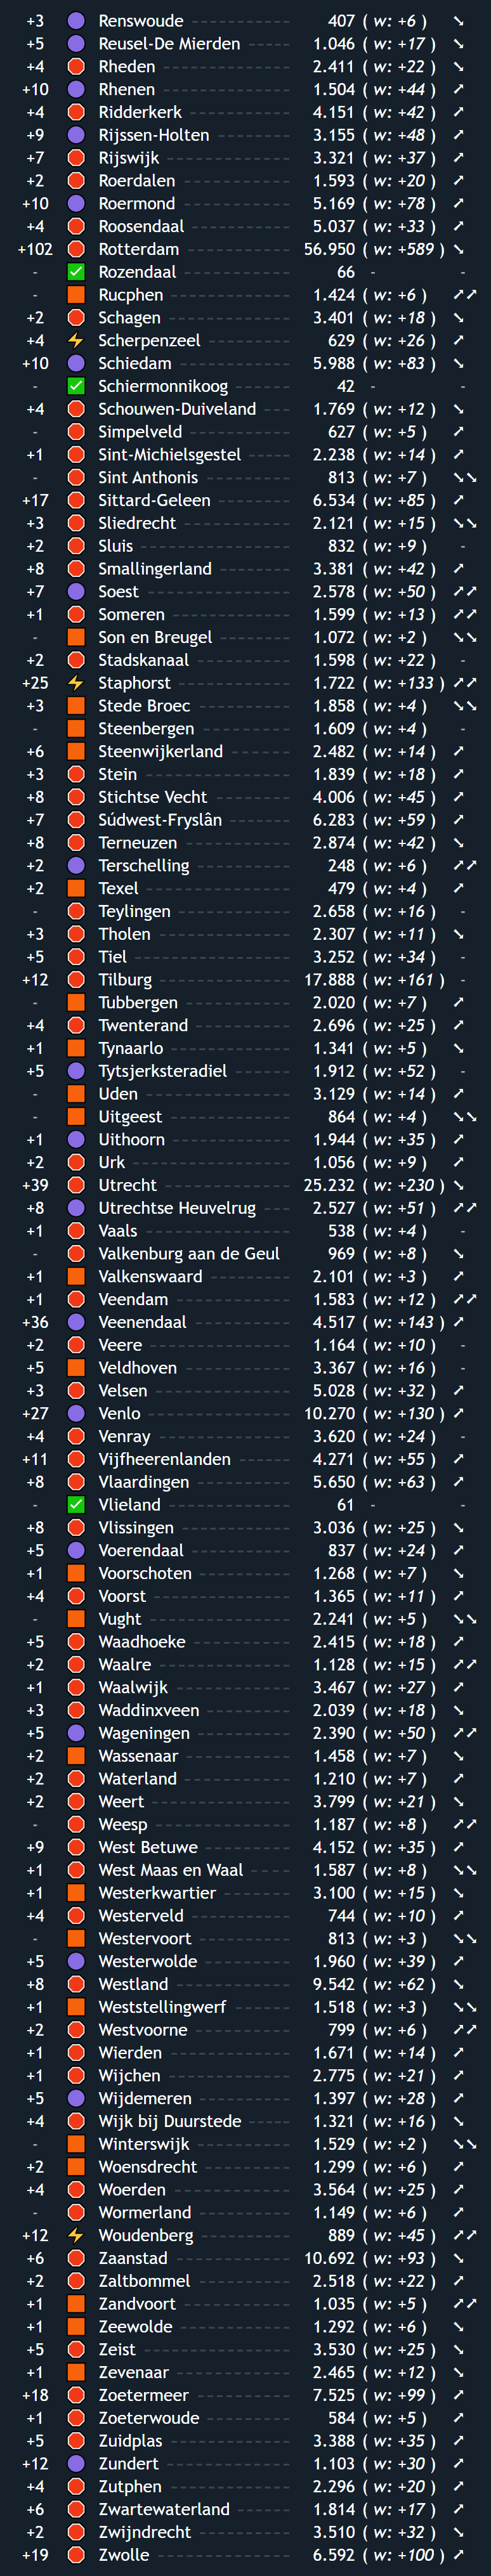 +3 Renswoude 407 ( w: +6 ) ↘
+5 Reusel-De Mierden 1.046 ( w: +17 ) ↘
+4 Rheden 2.411 ( w: +22 ) ↘
+10 Rhenen 1.504 ( w: +44 ) ↗
+4 Ridderkerk 4.151 ( w: +42 ) ↗
+9 Rijssen-Holten 3.155 ( w: +48 ) ↗
+7 Rijswijk 3.321 ( w: +37 ) ↗
+2 Roerdalen 1.593 ( w: +20 ) ↗
+10 Roermond 5.169 ( w: +78 ) ↗
+4 Roosendaal 5.037 ( w: +33 ) ↗
+102 Rotterdam 56.950 ( w: +589 ) ↘
- Rozendaal 66 - -
- Rucphen 1.424 ( w: +6 ) ↗↗
+2 Schagen 3.401 ( w: +18 ) ↘
+4 Scherpenzeel 629 ( w: +26 ) ↗
+10 Schiedam 5.988 ( w: +83 ) ↘
- Schiermonnikoog 42 - -
+4 Schouwen-Duiveland 1.769 ( w: +12 ) ↘
- Simpelveld 627 ( w: +5 ) ↗
+1 Sint-Michielsgestel 2.238 ( w: +14 ) ↗
- Sint Anthonis 813 ( w: +7 ) ↘↘
+17 Sittard-Geleen 6.534 ( w: +85 ) ↗
+3 Sliedrecht 2.121 ( w: +15 ) ↘↘
+2 Sluis 832 ( w: +9 ) -
+8 Smallingerland 3.381 ( w: +42 ) ↗
+7 Soest 2.578 ( w: +50 ) ↗↗
+1 Someren 1.599 ( w: +13 ) ↗↗
- Son en Breugel 1.072 ( w: +2 ) ↘↘
+2 Stadskanaal 1.598 ( w: +22 ) -
+25 Staphorst 1.722 ( w: +133 ) ↗↗
+3 Stede Broec 1.858 ( w: +4 ) ↘↘
- Steenbergen 1.609 ( w: +4 ) -
+6 Steenwijkerland 2.482 ( w: +14 ) ↗
+3 Stein 1.839 ( w: +18 ) ↗
+8 Stichtse Vecht 4.006 ( w: +45 ) ↗
+7 Súdwest-Fryslân 6.283 ( w: +59 ) ↗
+8 Terneuzen 2.874 ( w: +42 ) ↘
+2 Terschelling 248 ( w: +6 ) ↗↗
+2 Texel 479 ( w: +4 ) ↗
- Teylingen 2.658 ( w: +16 ) -
+3 Tholen 2.307 ( w: +11 ) ↘
+5 Tiel 3.252 ( w: +34 ) -
+12 Tilburg 17.888 ( w: +161 ) -
- Tubbergen 2.020 ( w: +7 ) ↗
+4 Twenterand 2.696 ( w: +25 ) ↗
+1 Tynaarlo 1.341 ( w: +5 ) ↘
+5 Tytsjerksteradiel 1.912 ( w: +52 ) -
- Uden 3.129 ( w: +14 ) ↗
- Uitgeest 864 ( w: +4 ) ↘↘
+1 Uithoorn 1.944 ( w: +35 ) ↗
+2 Urk 1.056 ( w: +9 ) ↗
+39 Utrecht 25.232 ( w: +230 ) ↘
+8 Utrechtse Heuvelrug 2.527 ( w: +51 ) ↗↗
+1 Vaals 538 ( w: +4 ) -
- Valkenburg aan de Geul 969 ( w: +8 ) ↘
+1 Valkenswaard 2.101 ( w: +3 ) ↗
+1 Veendam 1.583 ( w: +12 ) ↗↗
+36 Veenendaal 4.517 ( w: +143 ) ↗
+2 Veere 1.164 ( w: +10 ) -
+5 Veldhoven 3.367 ( w: +16 ) -
+3 Velsen 5.028 ( w: +32 ) ↗
+27 Venlo 10.270 ( w: +130 ) ↗
+4 Venray 3.620 ( w: +24 ) -
+11 Vijfheerenlanden 4.271 ( w: +55 ) ↗
+8 Vlaardingen 5.650 ( w: +63 ) ↗
- Vlieland 61 - -
+8 Vlissingen 3.036 ( w: +25 ) ↘
+5 Voerendaal 837 ( w: +24 ) ↗
+1 Voorschoten 1.268 ( w: +7 ) ↘
+4 Voorst 1.365 ( w: +11 ) ↗
- Vught 2.241 ( w: +5 ) ↘↘
+5 Waadhoeke 2.415 ( w: +18 ) ↗
+2 Waalre 1.128 ( w: +15 ) ↗↗
+1 Waalwijk 3.467 ( w: +27 ) ↗
+3 Waddinxveen 2.039 ( w: +18 ) ↘
+5 Wageningen 2.390 ( w: +50 ) ↗↗
+2 Wassenaar 1.458 ( w: +7 ) ↘
+2 Waterland 1.210 ( w: +7 ) ↗
+2 Weert 3.799 ( w: +21 ) ↘
- Weesp 1.187 ( w: +8 ) ↗↗
+9 West Betuwe 4.152 ( w: +35 ) ↗
+1 West Maas en Waal 1.587 ( w: +8 ) ↘↘
+1 Westerkwartier 3.100 ( w: +15 ) ↘
+4 Westerveld 744 ( w: +10 ) ↗
- Westervoort 813 ( w: +3 ) ↘↘
+5 Westerwolde 1.960 ( w: +39 ) ↗
+8 Westland 9.542 ( w: +62 ) ↘
+1 Weststellingwerf 1.518 ( w: +3 ) ↘↘
+2 Westvoorne 799 ( w: +6 ) ↗↗
+1 Wierden 1.671 ( w: +14 ) ↗
+1 Wijchen 2.775 ( w: +21 ) ↗
+5 Wijdemeren 1.397 ( w: +28 ) ↗
+4 Wijk bij Duurstede 1.321 ( w: +16 ) ↘
- Winterswijk 1.529 ( w: +2 ) ↘↘
+2 Woensdrecht 1.299 ( w: +6 ) ↗
+4 Woerden 3.564 ( w: +25 ) ↗
- Wormerland 1.149 ( w: +6 ) ↗
+12 Woudenberg 889 ( w: +45 ) ↗↗
+6 Zaanstad 10.692 ( w: +93 ) ↘
+2 Zaltbommel 2.518 ( w: +22 ) ↗
+1 Zandvoort 1.035 ( w: +5 ) ↗↗
+1 Zeewolde 1.292 ( w: +6 ) ↘
+5 Zeist 3.530 ( w: +25 ) ↘
+1 Zevenaar 2.465 ( w: +12 ) ↘
+18 Zoetermeer 7.525 ( w: +99 ) ↗
+1 Zoeterwoude 584 ( w: +5 ) ↗
+5 Zuidplas 3.388 ( w: +35 ) ↗
+12 Zundert 1.103 ( w: +30 ) ↗
+4 Zutphen 2.296 ( w: +20 ) ↗
+6 Zwartewaterland 1.814 ( w: +17 ) ↗
+2 Zwijndrecht 3.510 ( w: +32 ) ↘
+19 Zwolle 6.592 ( w: +100 ) ↗